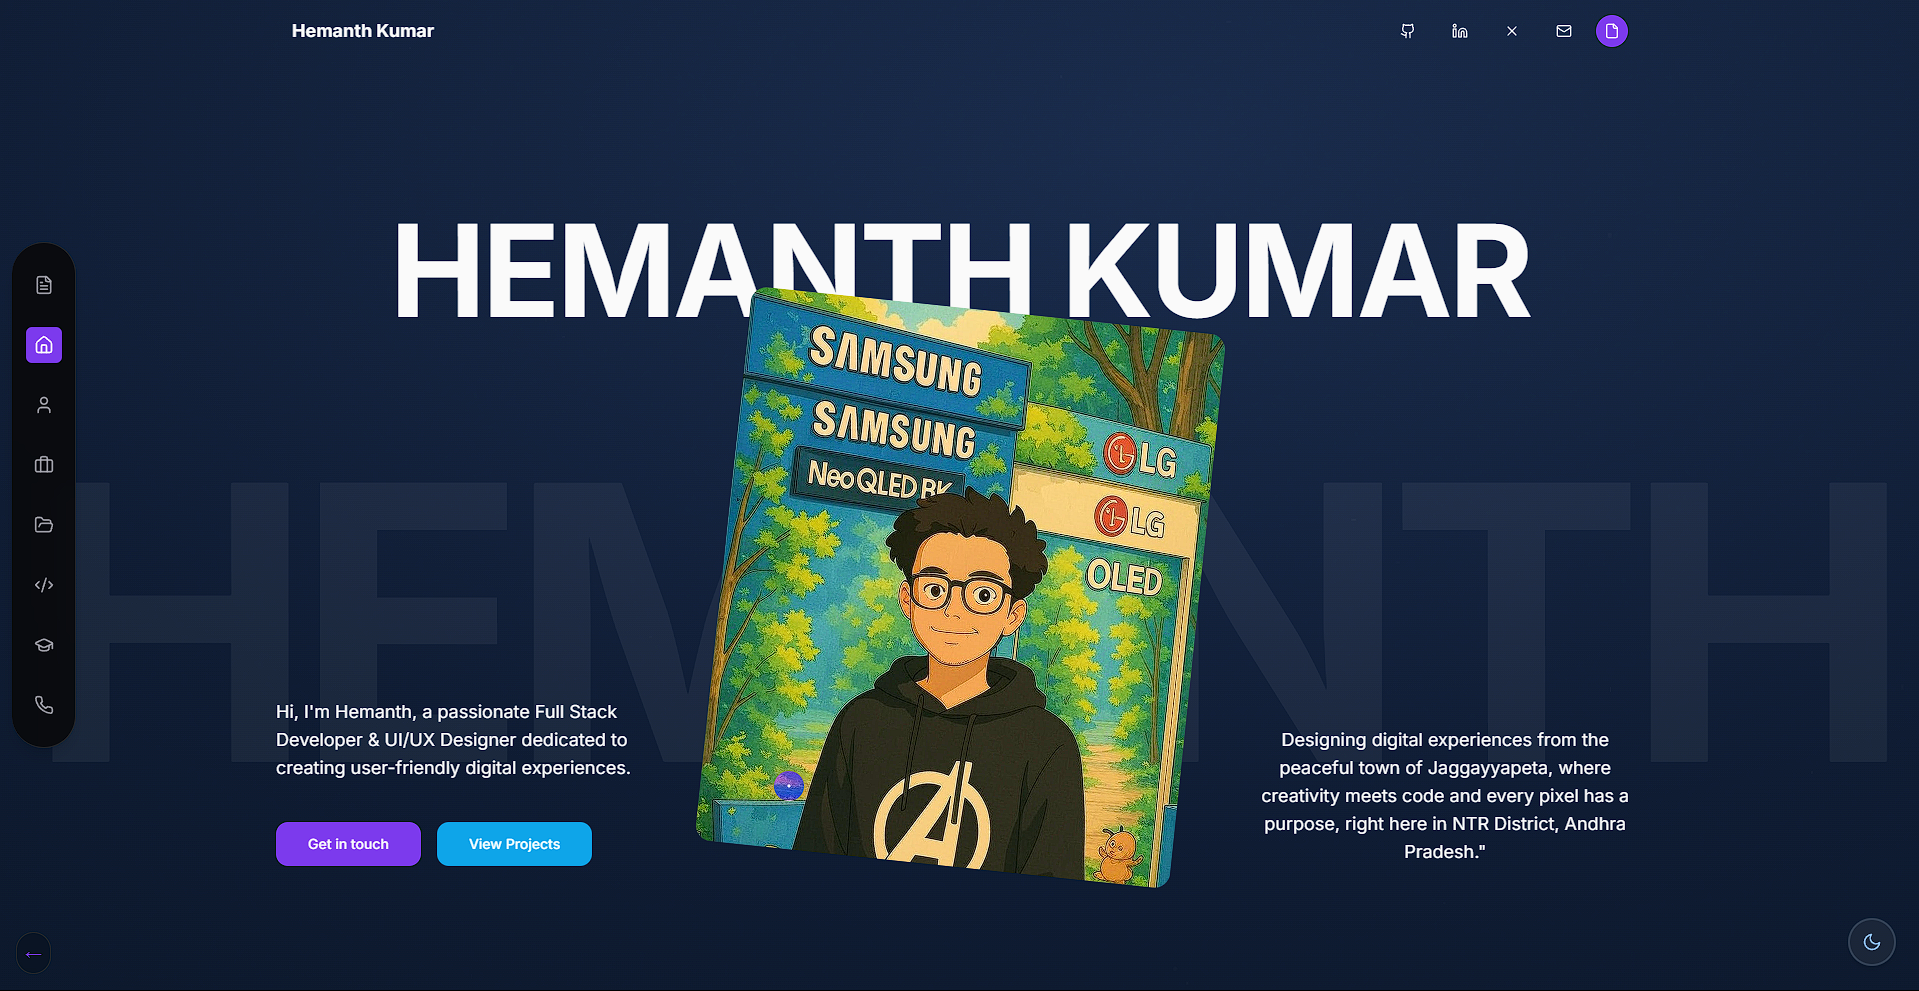 Hemanth Kumar
HEMANTH KUMAR
SAMSUNG
SAMSUNG
Neo QLED
LG
LG
OLED
HEMANTH
Hi, I'm Hemanth, a passionate Full Stack
Developer & UI/UX Designer dedicated to
creating user-friendly digital experiences.
Get in touch
View Projects
Designing digital experiences from the
peaceful town of Jaggayyapeta, where
creativity meets code and every pixel has a
purpose, right here in NTR District, Andhra
Pradesh."